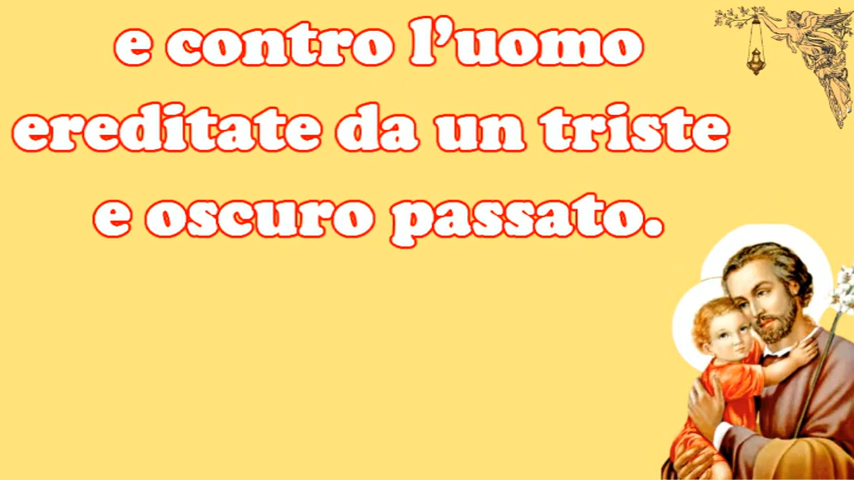 e contro l’uomo
ereditate da un triste
e oscuro passato.